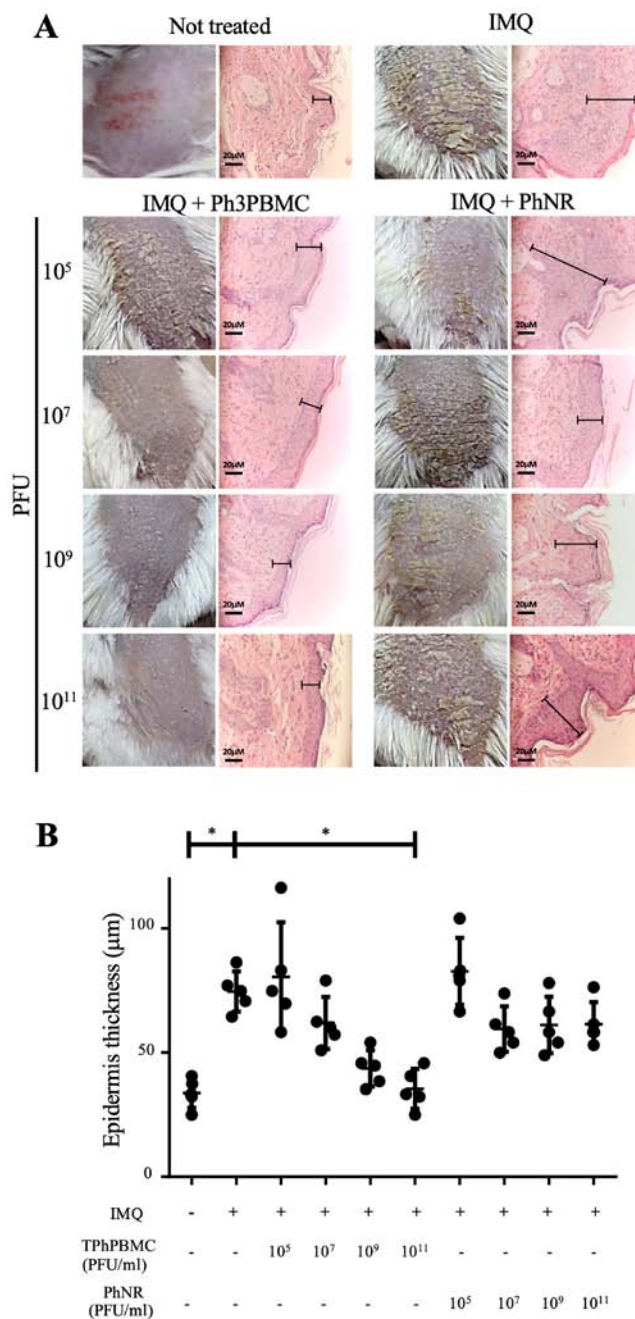 A
Not treated
IMQ
20µM
20µM
IMQ + Ph3PBMC
IMQ + PhNR
PFU
10⁵
20µM
20µM
10⁷
20µM
20µM
10⁹
20µM
20µM
10¹¹
20µM
20µM
B
* *
Epidermis thickness (µm)
100
50
0
IMQ - + + + + + + + + +
TPhPBMC - - 10⁵ 10⁷ 10⁹ 10¹¹ - - - -
(PFU/ml)
PhNR - - - - - - 10⁵ 10⁷ 10⁹ 10¹¹
(PFU/ml)